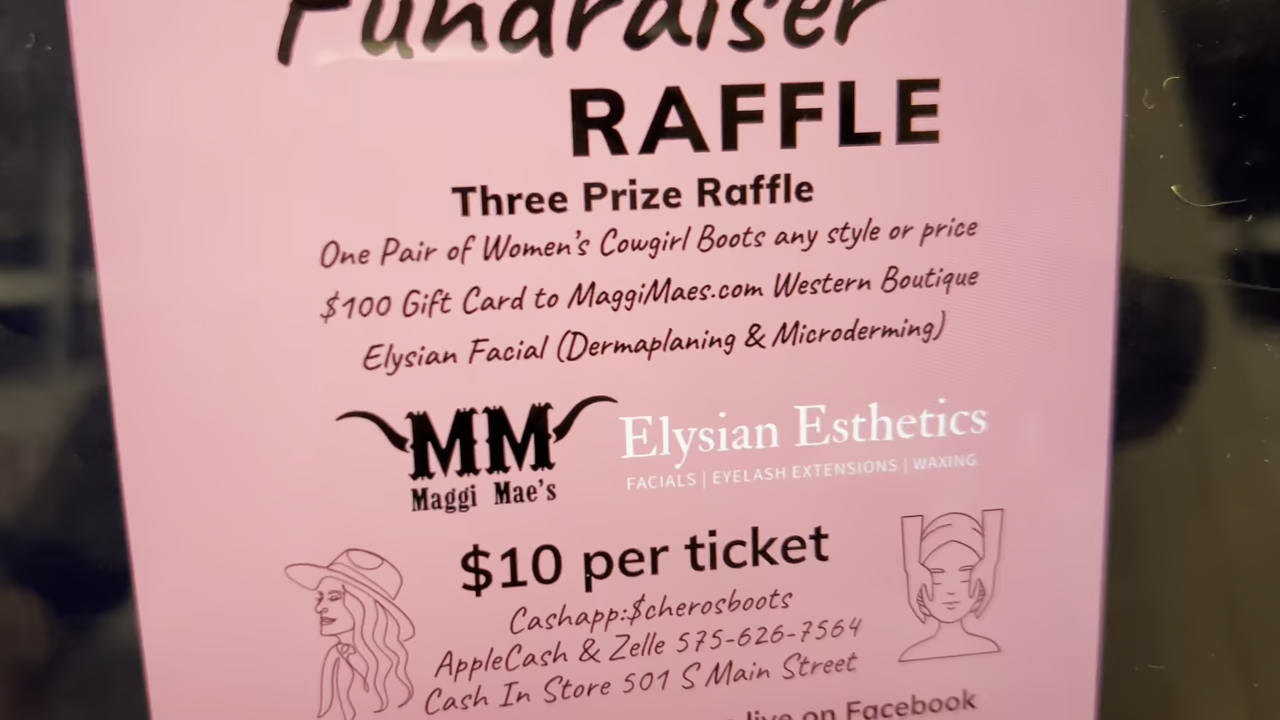 Fundraiser
RAFFLE
Three Prize Raffle
One Pair of Women's Cowgirl Boots any style or price
$100 Gift Card to MaggiMaes.com Western Boutique
Elysian Facial (Dermaplaning & Microderming)
MM
Maggi Mae's
Elysian Esthetics
FACIALS | EYELASH EXTENSIONS | WAXING
$10 per ticket
Cashapp:$cherosboots
AppleCash & Zelle 575-626-7564
Cash In Store 501 S Main Street
live on Facebook